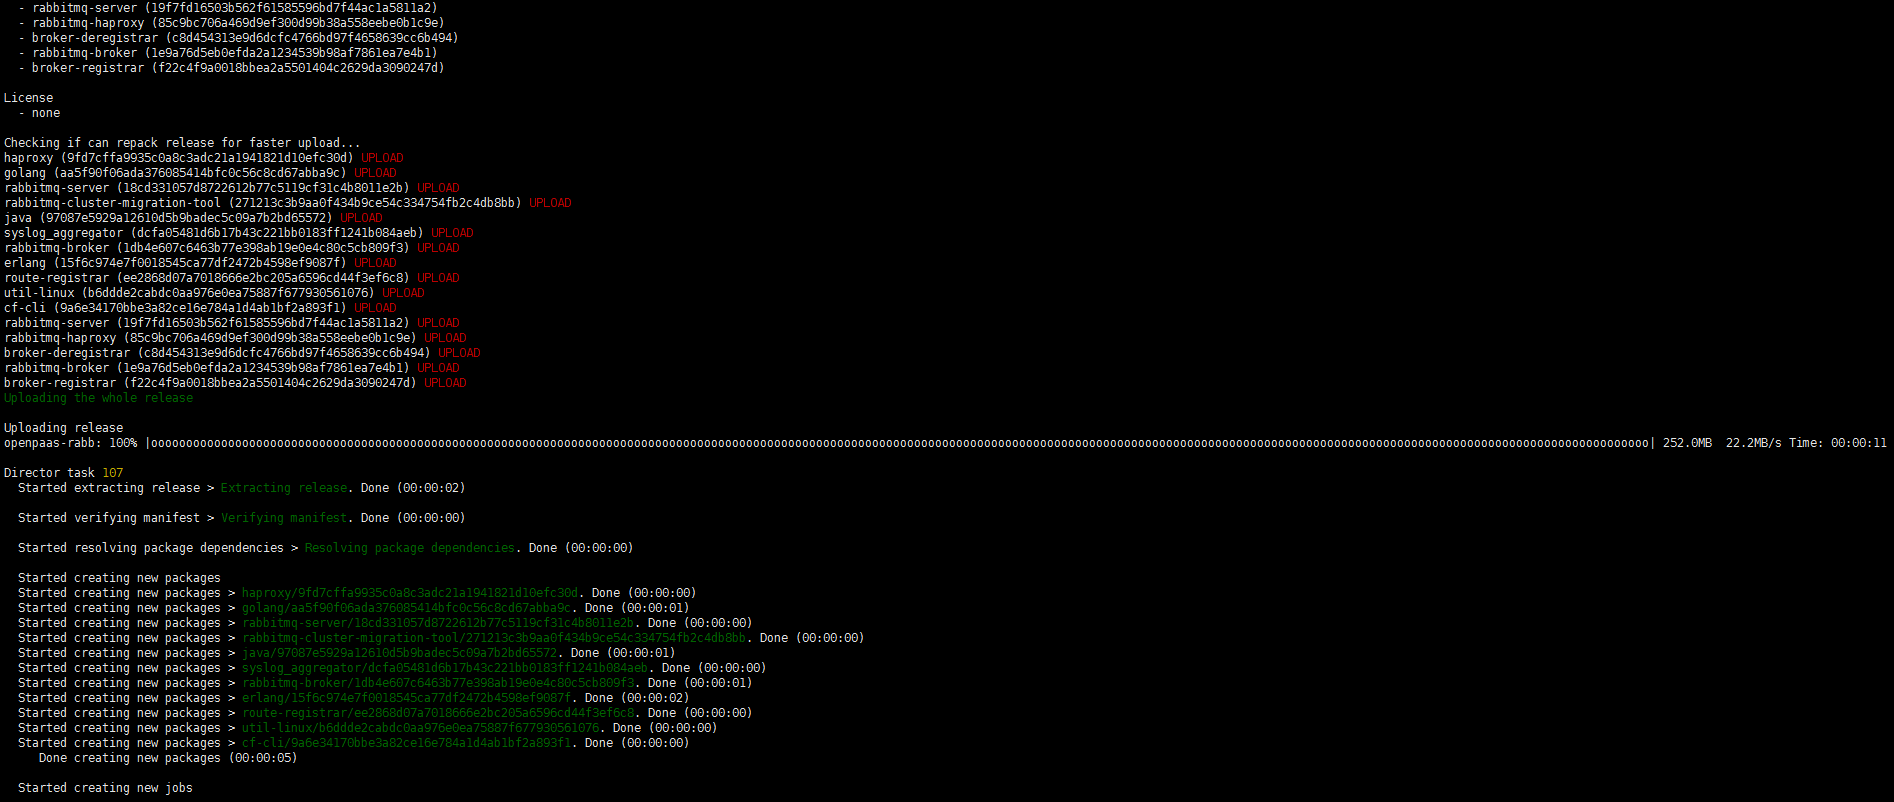 - rabbitmq-server (19f7fd16503b562f61585596bd7f44ac1a5811a2)
- rabbitmq-haproxy (85c9bc706a469d9ef300d99b38a558eebe0b1c9e)
- broker-deregistrar (c8d454313e9d6dcfc4766bd97f4658639cc6b494)
- rabbitmq-broker (1e9a76d5eb0efda2a1234539b98af7861ea7e4b1)
- broker-registrar (f22c4f9a0018bbea2a5501404c2629da3090247d)
License
- none
Checking if can repack release for faster upload...
haproxy (9fd7cffa9935c0a8c3adc21a1941821d10efc30d) UPLOAD
golang (aa5f90f06ada376085414bfc0c56c8cd67abba9c) UPLOAD
rabbitmq-server (18cd331057d8722612b77c5119cf31c4b8011e2b) UPLOAD
rabbitmq-cluster-migration-tool (271213c3b9aa0f434b9ce54c334754fb2c4db8bb) UPLOAD
java (97087e5929a12610d5b9badec5c09a7b2bd65572) UPLOAD
syslog_aggregator (dcfa05481d6b17b43c221bb0183ff1241b084aeb) UPLOAD
rabbitmq-broker (1db4e607c6463b77e398ab19e0e4c80c5cb809f3) UPLOAD
erlang (15f6c974e7f0018545ca77df2472b4598ef9087f) UPLOAD
route-registrar (ee2868d07a7018666e2bc205a6596cd44f3ef6c8) UPLOAD
util-linux (b6ddde2cabdc0aa976e0ea75887f677930561076) UPLOAD
cf-cli (9a6e34170bbe3a82ce16e784a1d4ab1bf2a893f1) UPLOAD
rabbitmq-server (19f7fd16503b562f61585596bd7f44ac1a5811a2) UPLOAD
rabbitmq-haproxy (85c9bc706a469d9ef300d99b38a558eebe0b1c9e) UPLOAD
broker-deregistrar (c8d454313e9d6dcfc4766bd97f4658639cc6b494) UPLOAD
rabbitmq-broker (1e9a76d5eb0efda2a1234539b98af7861ea7e4b1) UPLOAD
broker-registrar (f22c4f9a0018bbea2a5501404c2629da3090247d) UPLOAD
Uploading the whole release
Uploading release
openpaas-rabb: 100% |oooooooooooooooooooooooooooooooooooooooooooooooooooooooooooooooooooooooooooooooooooooooooooooooooooooooooooooooooooooooooooooooooooooooooooooooooooooooooooooooooooooooooooooooooooooooooooooooooooooooooooooooooooooo| 252.0MB 22.2MB/s Time: 00:00:11
Director task 107
Started extracting release > Extracting release. Done (00:00:02)
Started verifying manifest > Verifying manifest. Done (00:00:00)
Started resolving package dependencies > Resolving package dependencies. Done (00:00:00)
Started creating new packages
Started creating new packages > haproxy/9fd7cffa9935c0a8c3adc21a1941821d10efc30d. Done (00:00:00)
Started creating new packages > golang/aa5f90f06ada376085414bfc0c56c8cd67abba9c. Done (00:00:01)
Started creating new packages > rabbitmq-server/18cd331057d8722612b77c5119cf31c4b8011e2b. Done (00:00:00)
Started creating new packages > rabbitmq-cluster-migration-tool/271213c3b9aa0f434b9ce54c334754fb2c4db8bb. Done (00:00:00)
Started creating new packages > java/97087e5929a12610d5b9badec5c09a7b2bd65572. Done (00:00:01)
Started creating new packages > syslog_aggregator/dcfa05481d6b17b43c221bb0183ff1241b084aeb. Done (00:00:00)
Started creating new packages > rabbitmq-broker/1db4e607c6463b77e398ab19e0e4c80c5cb809f3. Done (00:00:01)
Started creating new packages > erlang/15f6c974e7f0018545ca77df2472b4598ef9087f. Done (00:00:02)
Started creating new packages > route-registrar/ee2868d07a7018666e2bc205a6596cd44f3ef6c8. Done (00:00:00)
Started creating new packages > util-linux/b6ddde2cabdc0aa976e0ea75887f677930561076. Done (00:00:00)
Started creating new packages > cf-cli/9a6e34170bbe3a82ce16e784a1d4ab1bf2a893f1. Done (00:00:00)
Done creating new packages (00:00:05)
Started creating new jobs